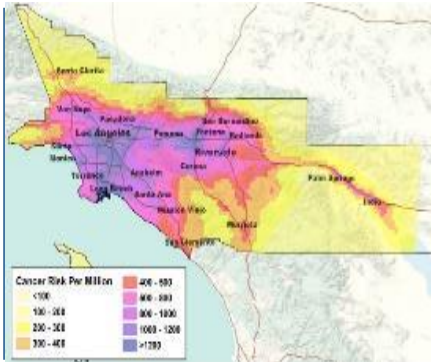 Santa Clarita
Van Nuys
Pasadena
San Bernardino
Los Angeles
Pomona
Fontana
Redlands
Santa
Monica
Riverside
Corona
Torrance
Anaheim
Palm Springs
Long Beach
Santa Ana
Indio
Mission Viejo
Murrieta
San Clemente
Cancer Risk Per Million
<100
100 - 200
200 - 300
300 - 400
400 - 500
500 - 800
800 - 1000
1000 - 1200
>1200